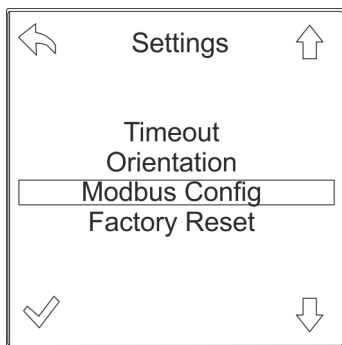 Settings
Timeout
Orientation
Modbus Config
Factory Reset